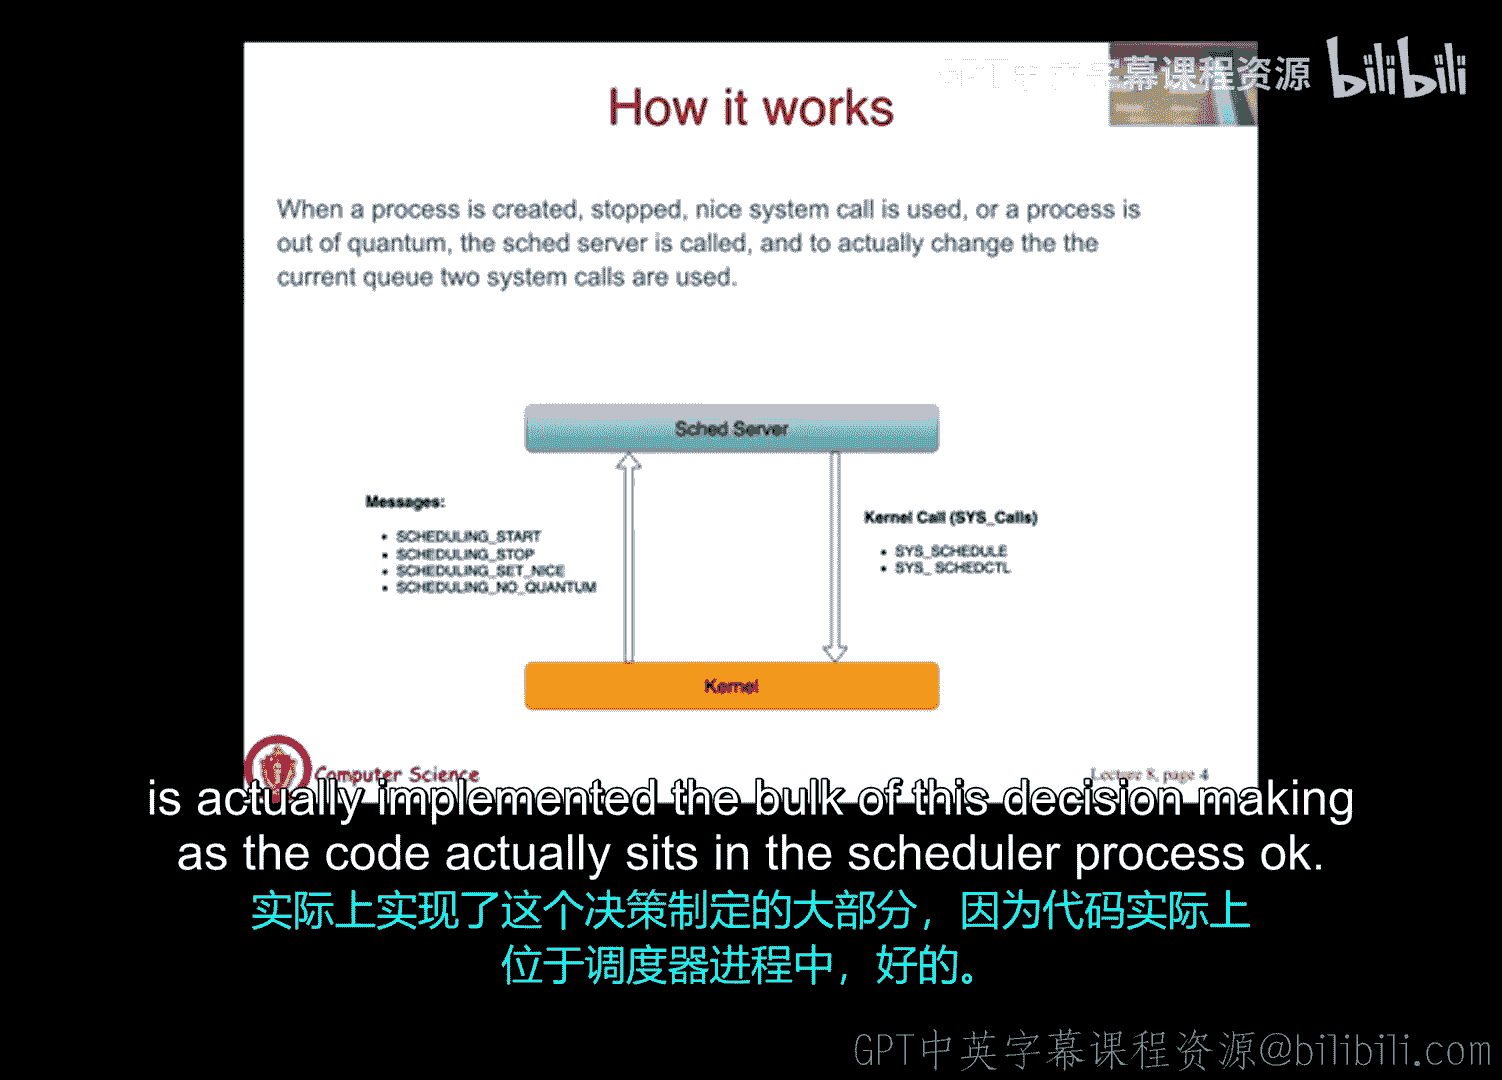 字幕课程资源 bilibili
How it works
When a process is created, stopped, nice system call is used, or a process is
out of quantum, the sched server is called, and to actually change the the
current queue two system calls are used.
Sched Server
Messages:
• SCHEDULING_START
• SCHEDULING_STOP
• SCHEDULING_SET_NICE
• SCHEDULING_NO_QUANTUM
Kernel Call (SYS_Calls)
• SYS_SCHEDULE
• SYS_ SCHEDCTL
Kernel
Computer Science
Lecture 8, page 4
is actually implemented the bulk of this decision making
as the code actually sits in the scheduler process ok.
实际上实现了这个决策制定的大部分，因为代码实际上
位于调度器进程中，好的。
GPT中英字幕课程资源@bilibili.com